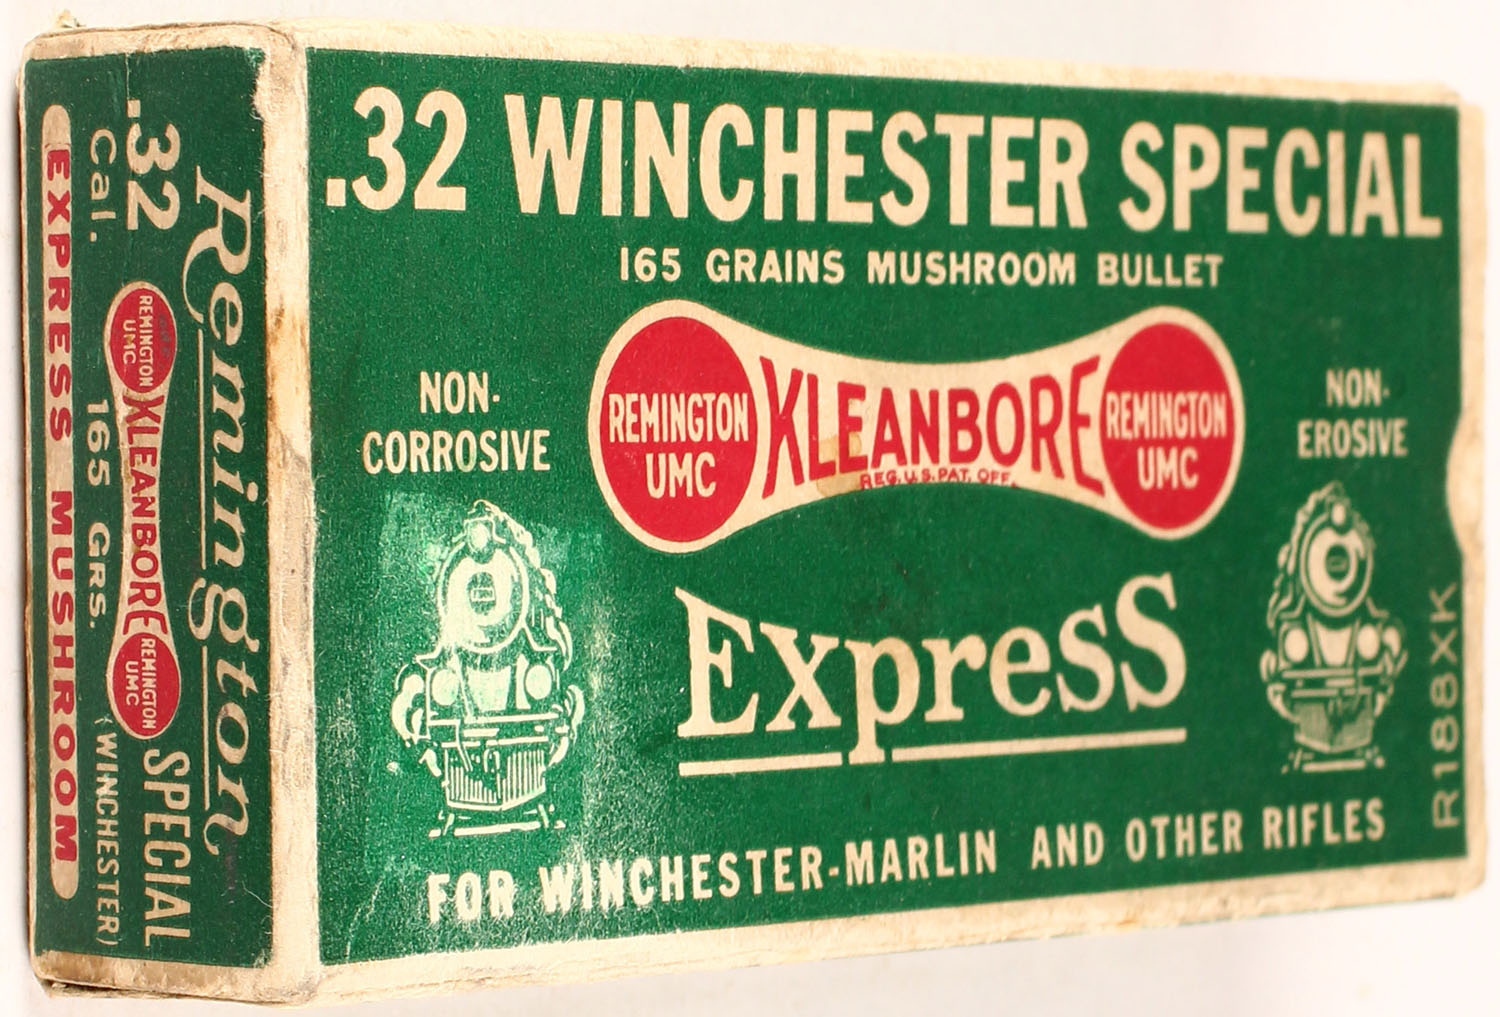 .32 WINCHESTER SPECIAL
165 GRAINS MUSHROOM BULLET
NON-
CORROSIVE
REMINGTON
UMC
KLEANBORE
REG. U.S. PAT. OFF.
REMINGTON
UMC
NON-
EROSIVE
Express
FOR WINCHESTER-MARLIN AND OTHER RIFLES
R188XK
Remington
.32
Cal.
REMINGTON
UMC
KLEANBORE
REMINGTON
UMC
165 GRS.
SPECIAL
(WINCHESTER)
EXPRESS MUSHROOM